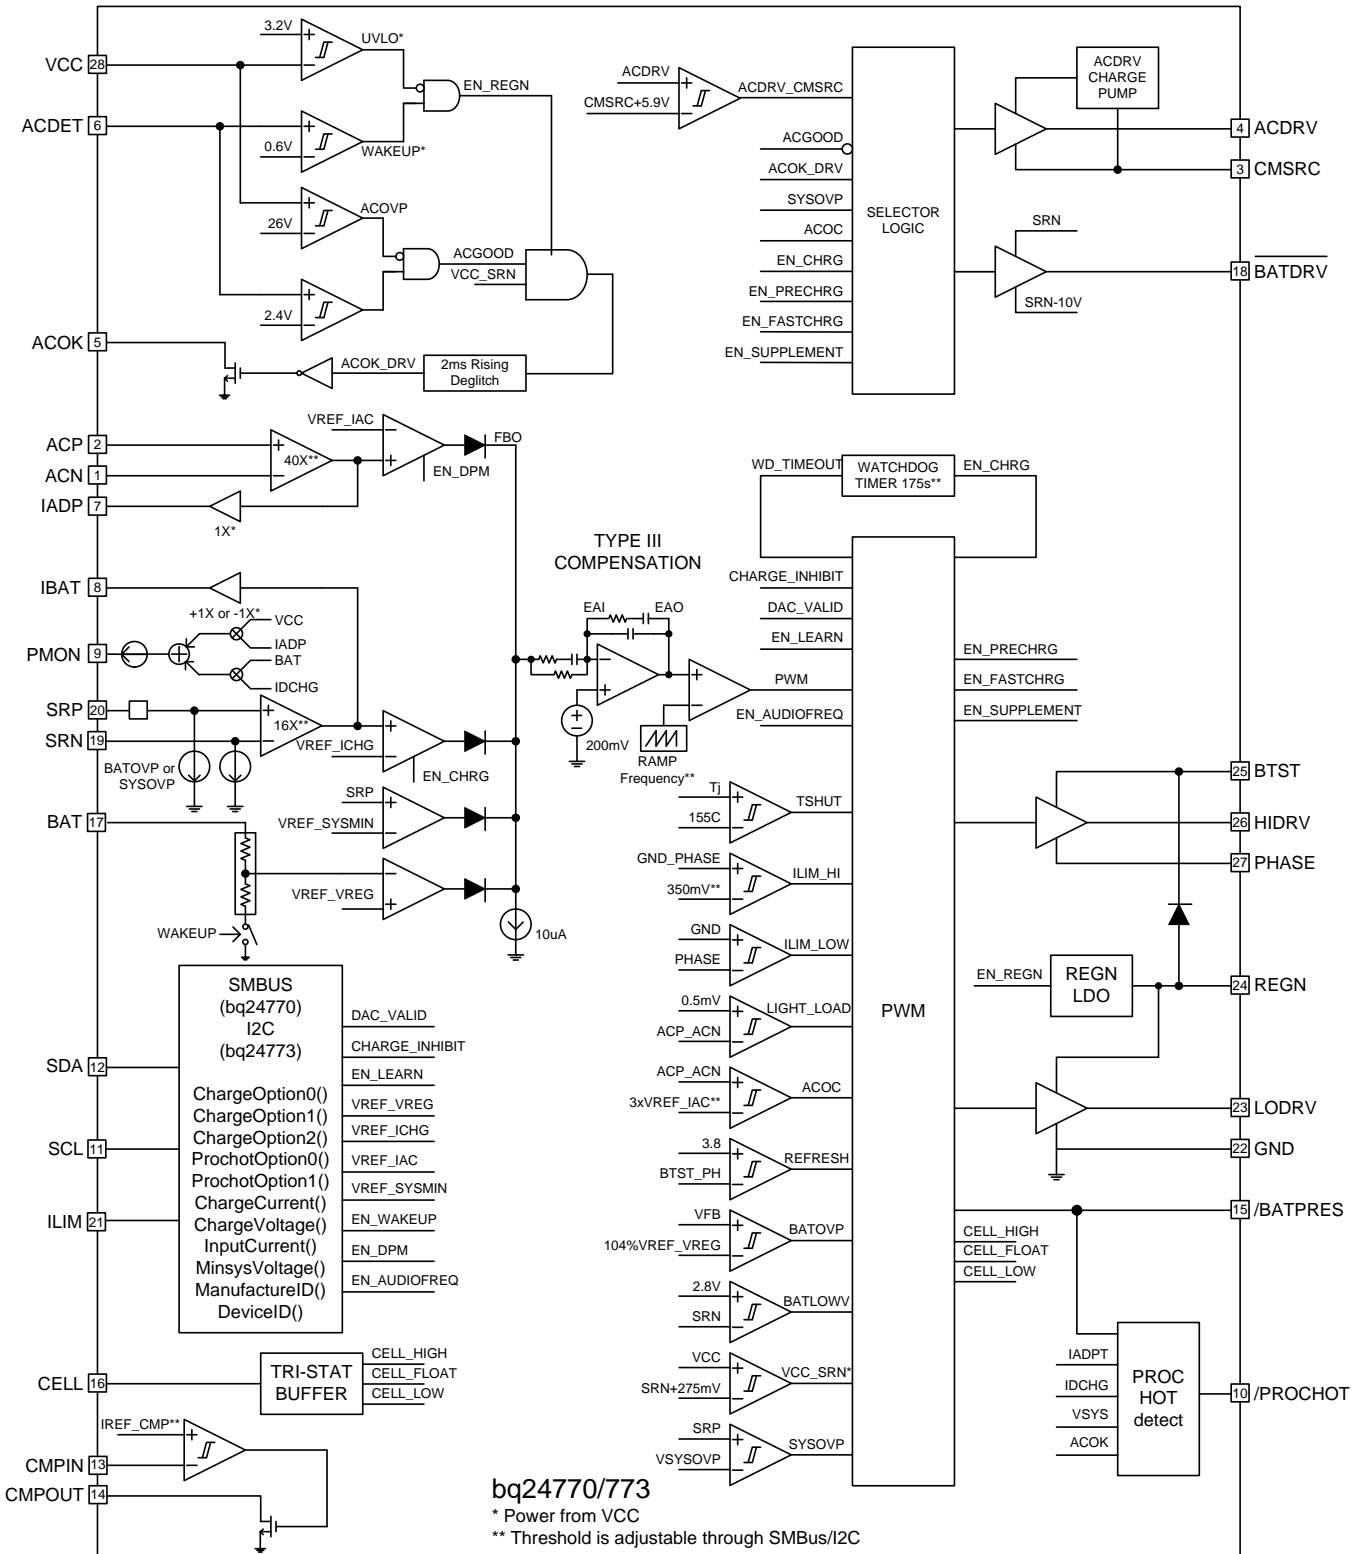 3.2V
UVLO*
VCC 28
EN_REGN
ACDET 6
0.6V
WAKEUP*
ACOVP
26V
ACGOOD
VCC_SRN
2.4V
ACOK 5
ACOK_DRV
2ms Rising
Deglitch
ACDRV
CMSRC+5.9V
ACDRV_CMSRC
ACGOOD
ACOK_DRV
SYSOVP
ACOC
EN_CHRG
EN_PRECHRG
EN_FASTCHRG
EN_SUPPLEMENT
SELECTOR
LOGIC
ACDRV
CHARGE
PUMP
4 ACDRV
3 CMSRC
SRN
18 BATDRV
SRN-10V
ACP 2
ACN 1
IADP 7
40X**
1X*
VREF_IAC
EN_DPM
FBO
WD_TIMEOUT
WATCHDOG
TIMER 175s**
EN_CHRG
TYPE III
COMPENSATION
IBAT 8
+1X or -1X*
VCC
IADP
BAT
IDCHG
PMON 9
SRP 20
SRN 19
16X**
BATOVP or
SYSOVP
VREF_ICHG
EN_CHRG
SRP
VREF_SYSMIN
BAT 17
VREF_VREG
WAKEUP
10uA
EAI
EAO
200mV
RAMP
Frequency**
CHARGE_INHIBIT
DAC_VALID
EN_LEARN
PWM
EN_AUDIOFREQ
Tj
155C
TSHUT
GND_PHASE
350mV**
ILIM_HI
GND
PHASE
ILIM_LOW
0.5mV
ACP_ACN
LIGHT_LOAD
ACP_ACN
3xVREF_IAC**
ACOC
3.8
BTST_PH
REFRESH
VFB
104%VREF_VREG
BATOVP
2.8V
SRN
BATLOWV
VCC
SRN+275mV
VCC_SRN*
SRP
VSYSOVP
SYSOVP
PWM
EN_PRECHRG
EN_FASTCHRG
EN_SUPPLEMENT
25 BTST
26 HIDRV
27 PHASE
EN_REGN
REGN
LDO
24 REGN
23 LODRV
22 GND
15 /BATPRES
CELL_HIGH
CELL_FLOAT
CELL_LOW
IADPT
IDCHG
VSYS
ACOK
PROC
HOT
detect
10 /PROCHOT
SMBUS
(bq24770)
I2C
(bq24773)
ChargeOption0()
ChargeOption1()
ChargeOption2()
ProchotOption0()
ProchotOption1()
ChargeCurrent()
ChargeVoltage()
InputCurrent()
MinsysVoltage()
ManufactureID()
DeviceID()
SDA 12
SCL 11
ILIM 21
DAC_VALID
CHARGE_INHIBIT
EN_LEARN
VREF_VREG
VREF_ICHG
VREF_IAC
VREF_SYSMIN
EN_WAKEUP
EN_DPM
EN_AUDIOFREQ
CELL 16
TRI-STAT
BUFFER
CELL_HIGH
CELL_FLOAT
CELL_LOW
IREF_CMP**
CMPIN 13
CMPOUT 14
bq24770/773
* Power from VCC
** Threshold is adjustable through SMBus/I2C